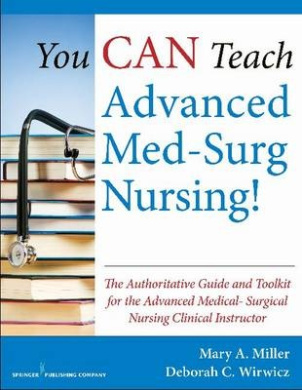 You CAN Teach
Advanced
Med-Surg
Nursing!
The Authoritative Guide and Toolkit
for the Advanced Medical- Surgical
Nursing Clinical Instructor
Mary A. Miller
Deborah C. Wirwicz
SPRINGER PUBLISHING COMPANY